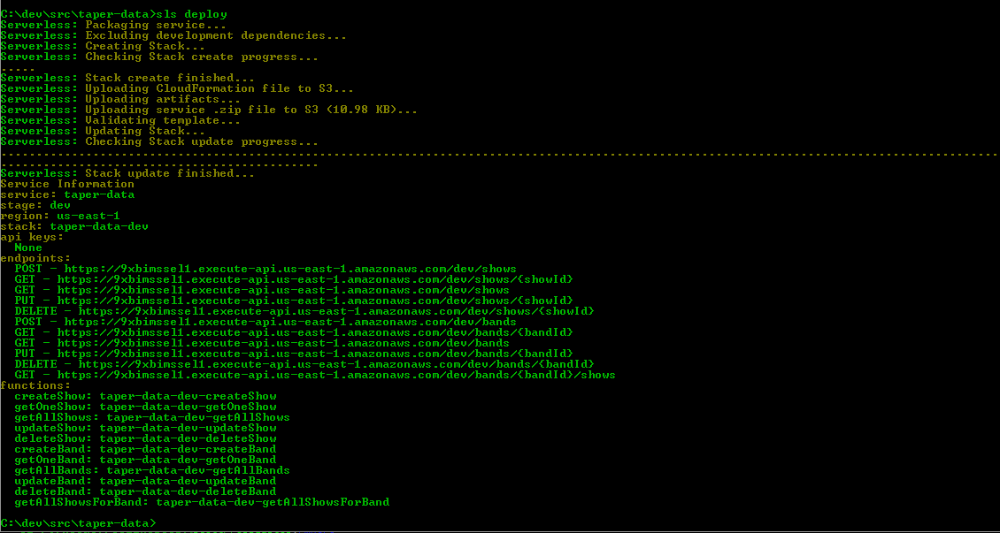 C:\dev\src\taper-data>sls deploy
Serverless: Packaging service...
Serverless: Excluding development dependencies...
Serverless: Creating Stack...
Serverless: Checking Stack create progress...
.....
Serverless: Stack create finished...
Serverless: Uploading CloudFormation file to S3...
Serverless: Uploading artifacts...
Serverless: Uploading service .zip file to S3 (10.98 KB)...
Serverless: Validating template...
Serverless: Updating Stack...
Serverless: Checking Stack update progress...
.............................................................................................................................................
.............................................
Serverless: Stack update finished...
Service Information
service: taper-data
stage: dev
region: us-east-1
stack: taper-data-dev
api keys:
  None
endpoints:
  POST - https://9xbimssel1.execute-api.us-east-1.amazonaws.com/dev/shows
  GET - https://9xbimssel1.execute-api.us-east-1.amazonaws.com/dev/shows/{showId}
  GET - https://9xbimssel1.execute-api.us-east-1.amazonaws.com/dev/shows
  PUT - https://9xbimssel1.execute-api.us-east-1.amazonaws.com/dev/shows/{showId}
  DELETE - https://9xbimssel1.execute-api.us-east-1.amazonaws.com/dev/shows/{showId}
  POST - https://9xbimssel1.execute-api.us-east-1.amazonaws.com/dev/bands
  GET - https://9xbimssel1.execute-api.us-east-1.amazonaws.com/dev/bands/{bandId}
  GET - https://9xbimssel1.execute-api.us-east-1.amazonaws.com/dev/bands
  PUT - https://9xbimssel1.execute-api.us-east-1.amazonaws.com/dev/bands/{bandId}
  DELETE - https://9xbimssel1.execute-api.us-east-1.amazonaws.com/dev/bands/{bandId}
  GET - https://9xbimssel1.execute-api.us-east-1.amazonaws.com/dev/bands/{bandId}/shows
functions:
  createShow: taper-data-dev-createShow
  getOneShow: taper-data-dev-getOneShow
  getAllShows: taper-data-dev-getAllShows
  updateShow: taper-data-dev-updateShow
  deleteShow: taper-data-dev-deleteShow
  createBand: taper-data-dev-createBand
  getOneBand: taper-data-dev-getOneBand
  getAllBands: taper-data-dev-getAllBands
  updateBand: taper-data-dev-updateBand
  deleteBand: taper-data-dev-deleteBand
  getAllShowsForBand: taper-data-dev-getAllShowsForBand
C:\dev\src\taper-data>